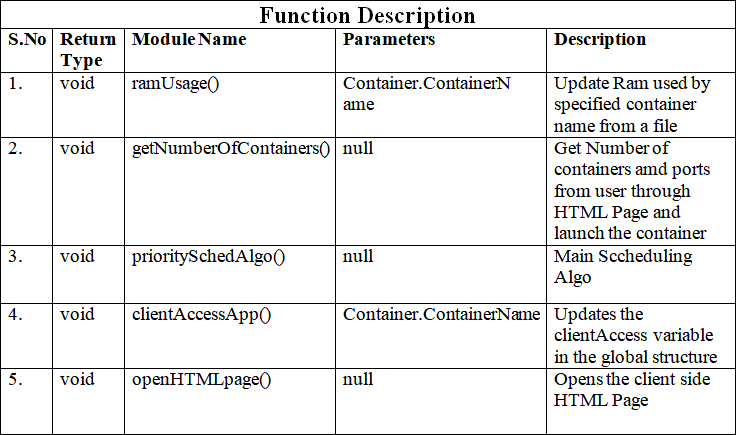 Function Description
S.No Return Type Module Name Parameters Description
1. void ramUsage() Container.ContainerN Update Ram used by
ame specified container
name from a file
2. void getNumberOfContainers() null Get Number of
containers amd ports
from user through
HTML Page and
launch the container
3. void prioritySchedAlgo() null Main Sccheduling
Algo
4. void clientAccessApp() Container.ContainerName Updates the
clientAccess variable
in the global structure
5. void openHTMLpage() null Opens the client side
HTML Page